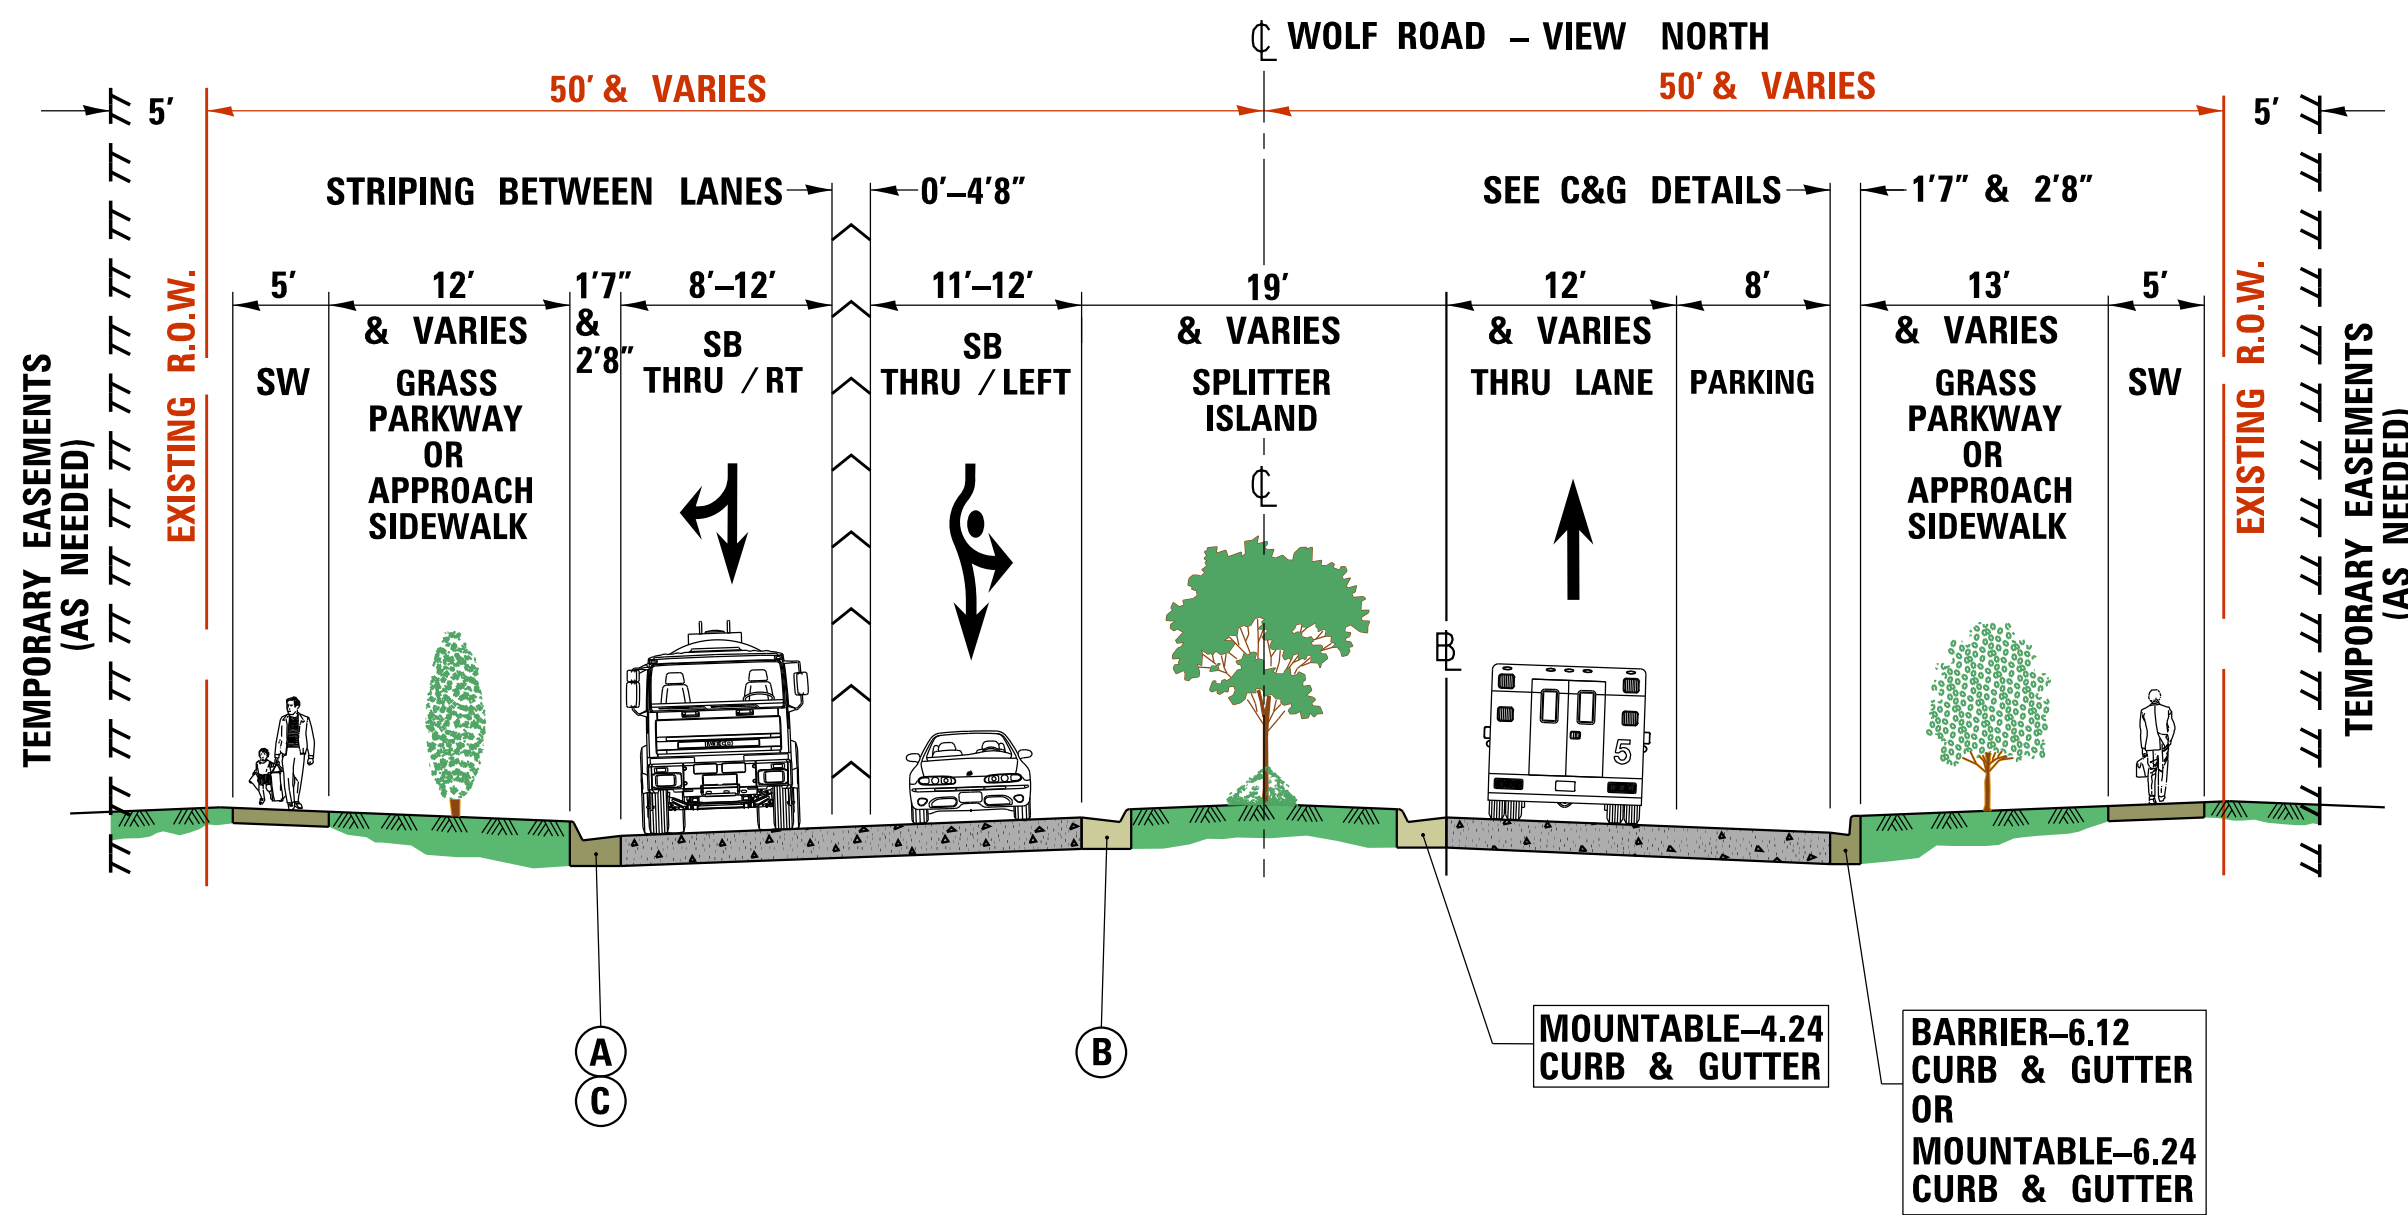 ℄ WOLF ROAD – VIEW NORTH
50' & VARIES
50' & VARIES
5'
5'
STRIPING BETWEEN LANES
0'–4'8"
SEE C&G DETAILS
1'7" & 2'8"
5'
SW
12'
& VARIES
GRASS
PARKWAY
OR
APPROACH
SIDEWALK
1'7"
&
2'8"
8'–12'
SB
THRU / RT
11'–12'
SB
THRU / LEFT
19'
& VARIES
SPLITTER
ISLAND
℄
12'
& VARIES
THRU LANE
8'
PARKING
13'
& VARIES
GRASS
PARKWAY
OR
APPROACH
SIDEWALK
5'
SW
TEMPORARY EASEMENTS
(AS NEEDED)
EXISTING R.O.W.
EXISTING R.O.W.
TEMPORARY EASEMENTS
(AS NEEDED)
BL
IVECO
5
A
C
B
MOUNTABLE–4.24
CURB & GUTTER
BARRIER–6.12
CURB & GUTTER
OR
MOUNTABLE–6.24
CURB & GUTTER